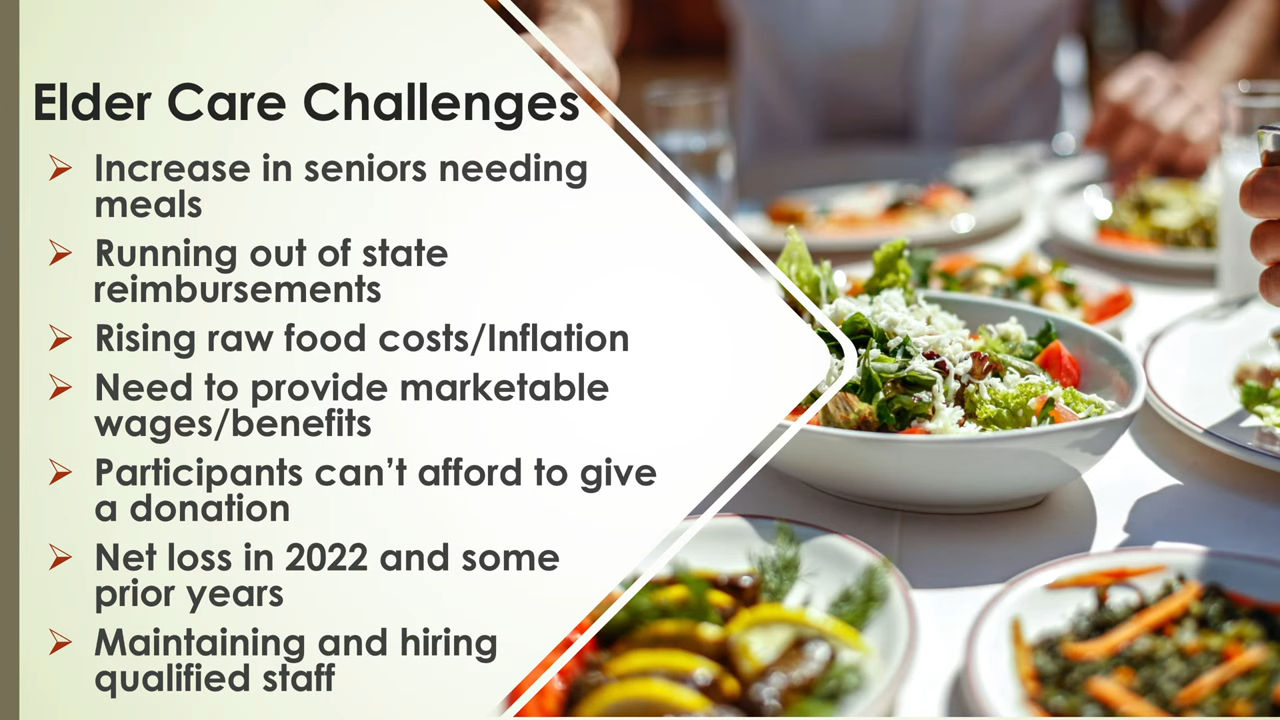 Elder Care Challenges
Increase in seniors needing
meals
Running out of state
reimbursements
Rising raw food costs/Inflation
Need to provide marketable
wages/benefits
Participants can’t afford to give
a donation
Net loss in 2022 and some
prior years
Maintaining and hiring
qualified staff